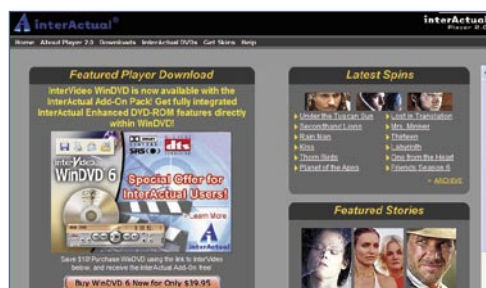 interActual®
interActual
Player 2.0
Home About Player 2.0 Downloads InterActual DVDs Get Skins Help
Featured Player Download
InterVideo WinDVD is now available with the
InterActual Add-On Pack! Get fully integrated
InterActual Enhanced DVD-ROM features directly
within WinDVD!
DOLBY
dts
SRS
InterVideo
WinDVD 6
Special Offer for
InterActual Users!
Learn More
InterActual
Save $10! Purchase WinDVD using the link to InterVideo
below, and receive the InterActual Add-On free!
Buy WinDVD 6 Now for Only $39.95
Latest Spins
Under the Tuscan Sun
Secondhand Lions
Rain Man
Kiss
Thorn Birds
Planet of the Apes
Lost in Translation
Mrs. Miniver
Thirteen
Labyrinth
One from the Heart
Friends: Season 6
ARCHIVE
Featured Stories